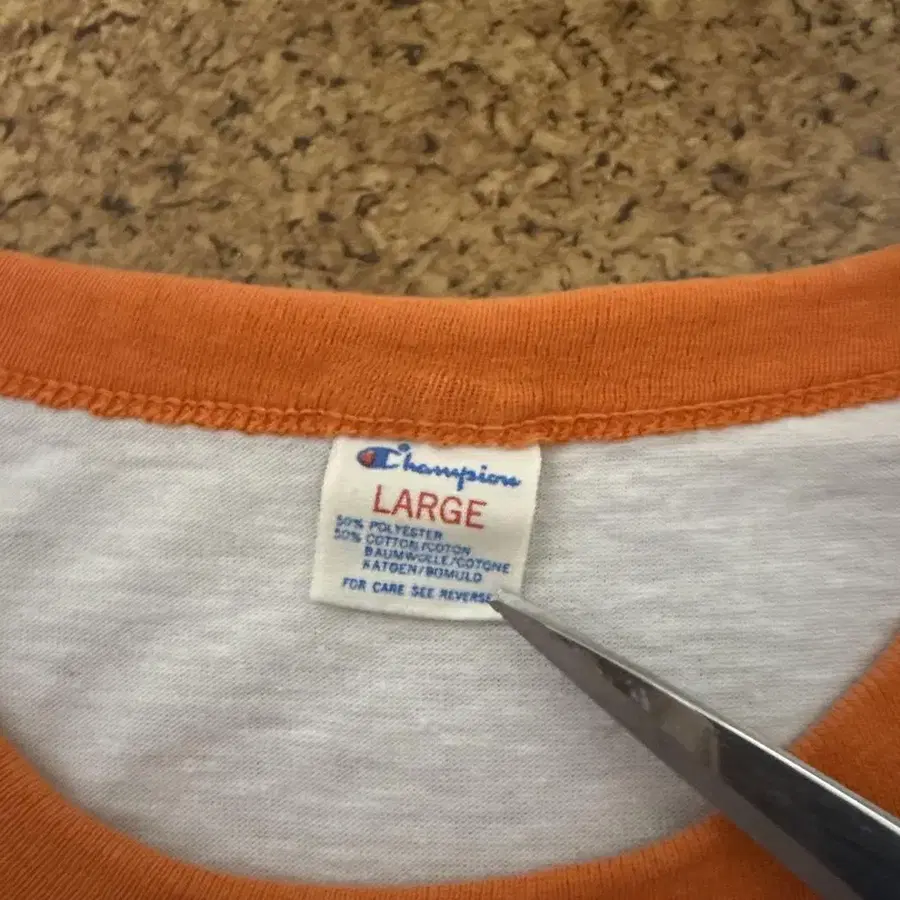 Champion
LARGE
50% POLYESTER
50% COTTON/COTON
BAUMWOLLE/COTONE
KATOEN/BOMULD
FOR CARE SEE REVERSE